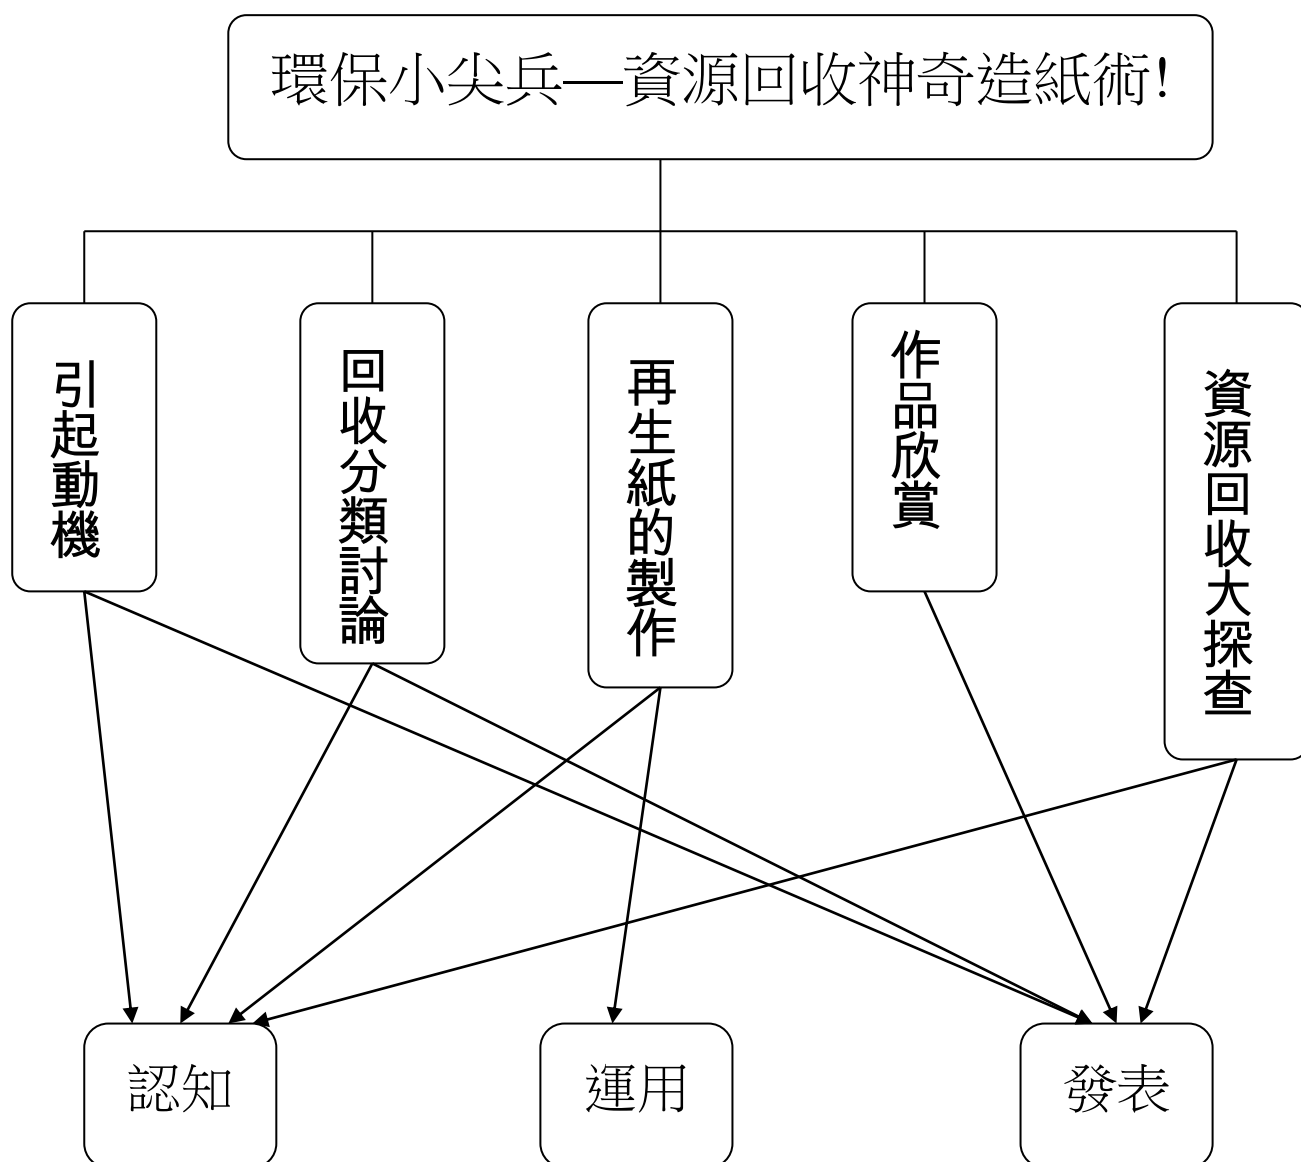 環保小尖兵—資源回收神奇造紙術!
引起動機
回收分類討論
再生紙的製作
作品欣賞
資源回收大探查
認知
運用
發表